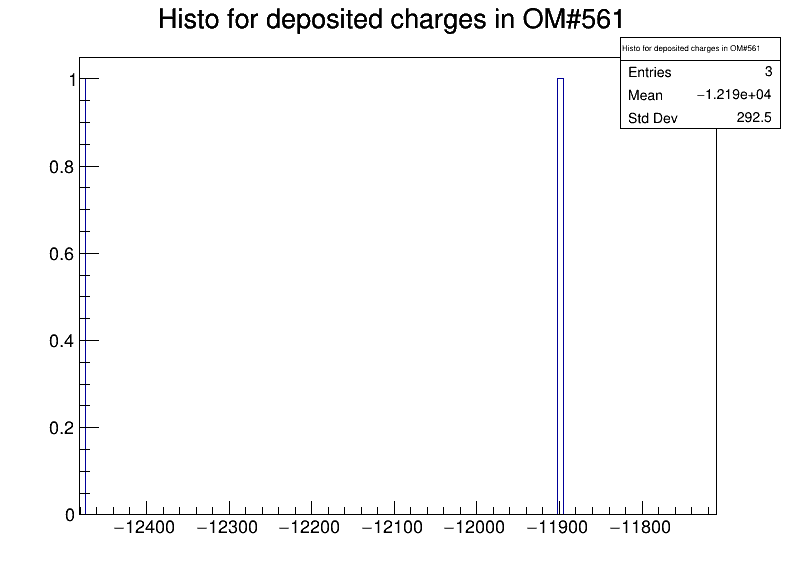 Histo for deposited charges in OM#561
Histo for deposited charges in OM#561
Entries 3
Mean −1.219e+04
Std Dev 292.5
1
0.8
0.6
0.4
0.2
0
−12400 −12300 −12200 −12100 −12000 −11900 −11800